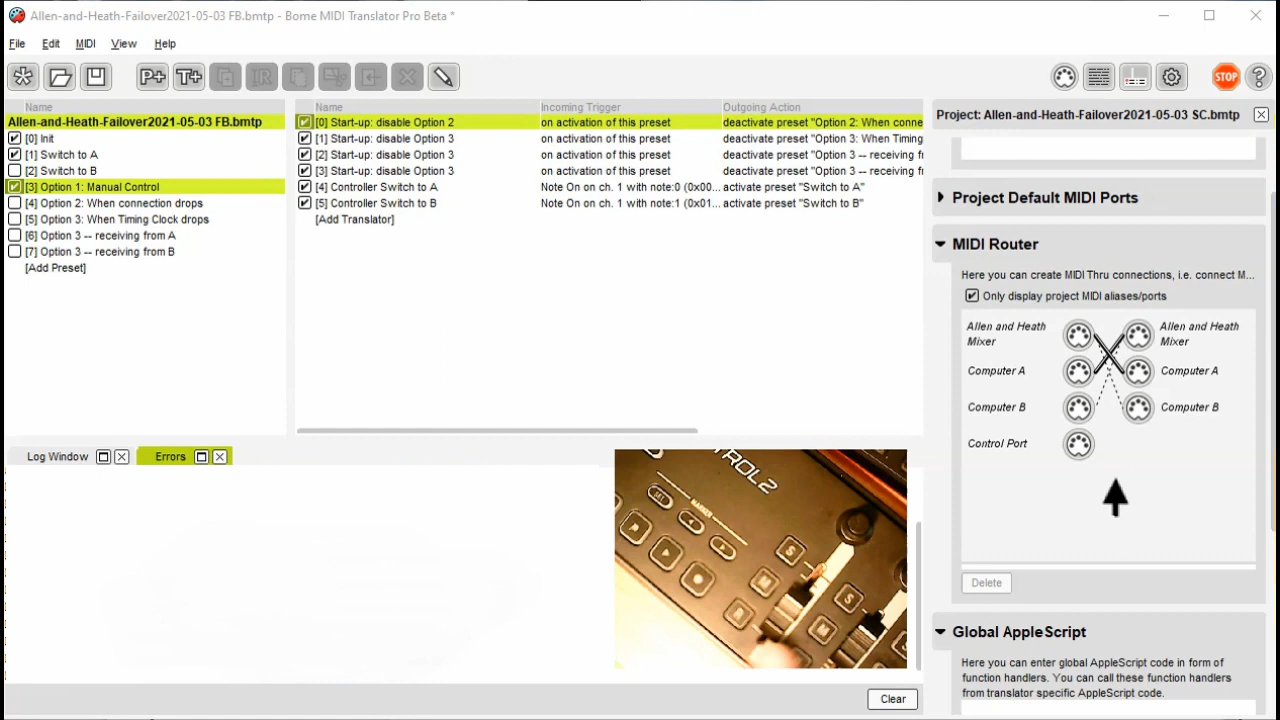 Allen-and-Heath-Failover2021-05-03 FB.bmtp - Bome MIDI Translator Pro Beta *
File Edit MIDI View Help
P+ T+ IR STOP ?
Name
Allen-and-Heath-Failover2021-05-03 FB.bmtp
[0] Init
[1] Switch to A
[2] Switch to B
[3] Option 1: Manual Control
[4] Option 2: When connection drops
[5] Option 3: When Timing Clock drops
[6] Option 3 -- receiving from A
[7] Option 3 -- receiving from B
[Add Preset]
Name Incoming Trigger Outgoing Action
[0] Start-up: disable Option 2 on activation of this preset deactivate preset "Option 2: When conne
[1] Start-up: disable Option 3 on activation of this preset deactivate preset "Option 3: When Timing
[2] Start-up: disable Option 3 on activation of this preset deactivate preset "Option 3 -- receiving from
[3] Start-up: disable Option 3 on activation of this preset deactivate preset "Option 3 -- receiving from
[4] Controller Switch to A Note On on ch. 1 with note:0 (0x00... activate preset "Switch to A"
[5] Controller Switch to B Note On on ch. 1 with note:1 (0x01... activate preset "Switch to B"
[Add Translator]
Log Window Errors
TROL2
SET
MARKER
S
M
R
S
M
Clear
Project: Allen-and-Heath-Failover2021-05-03 SC.bmtp
Project Default MIDI Ports
MIDI Router
Here you can create MIDI Thru connections, i.e. connect M...
Only display project MIDI aliases/ports
Allen and Heath Allen and Heath
Mixer Mixer
Computer A Computer A
Computer B Computer B
Control Port
Delete
Global AppleScript
Here you can enter global AppleScript code in form of
function handlers. You can call these function handlers
from translator specific AppleScript code.